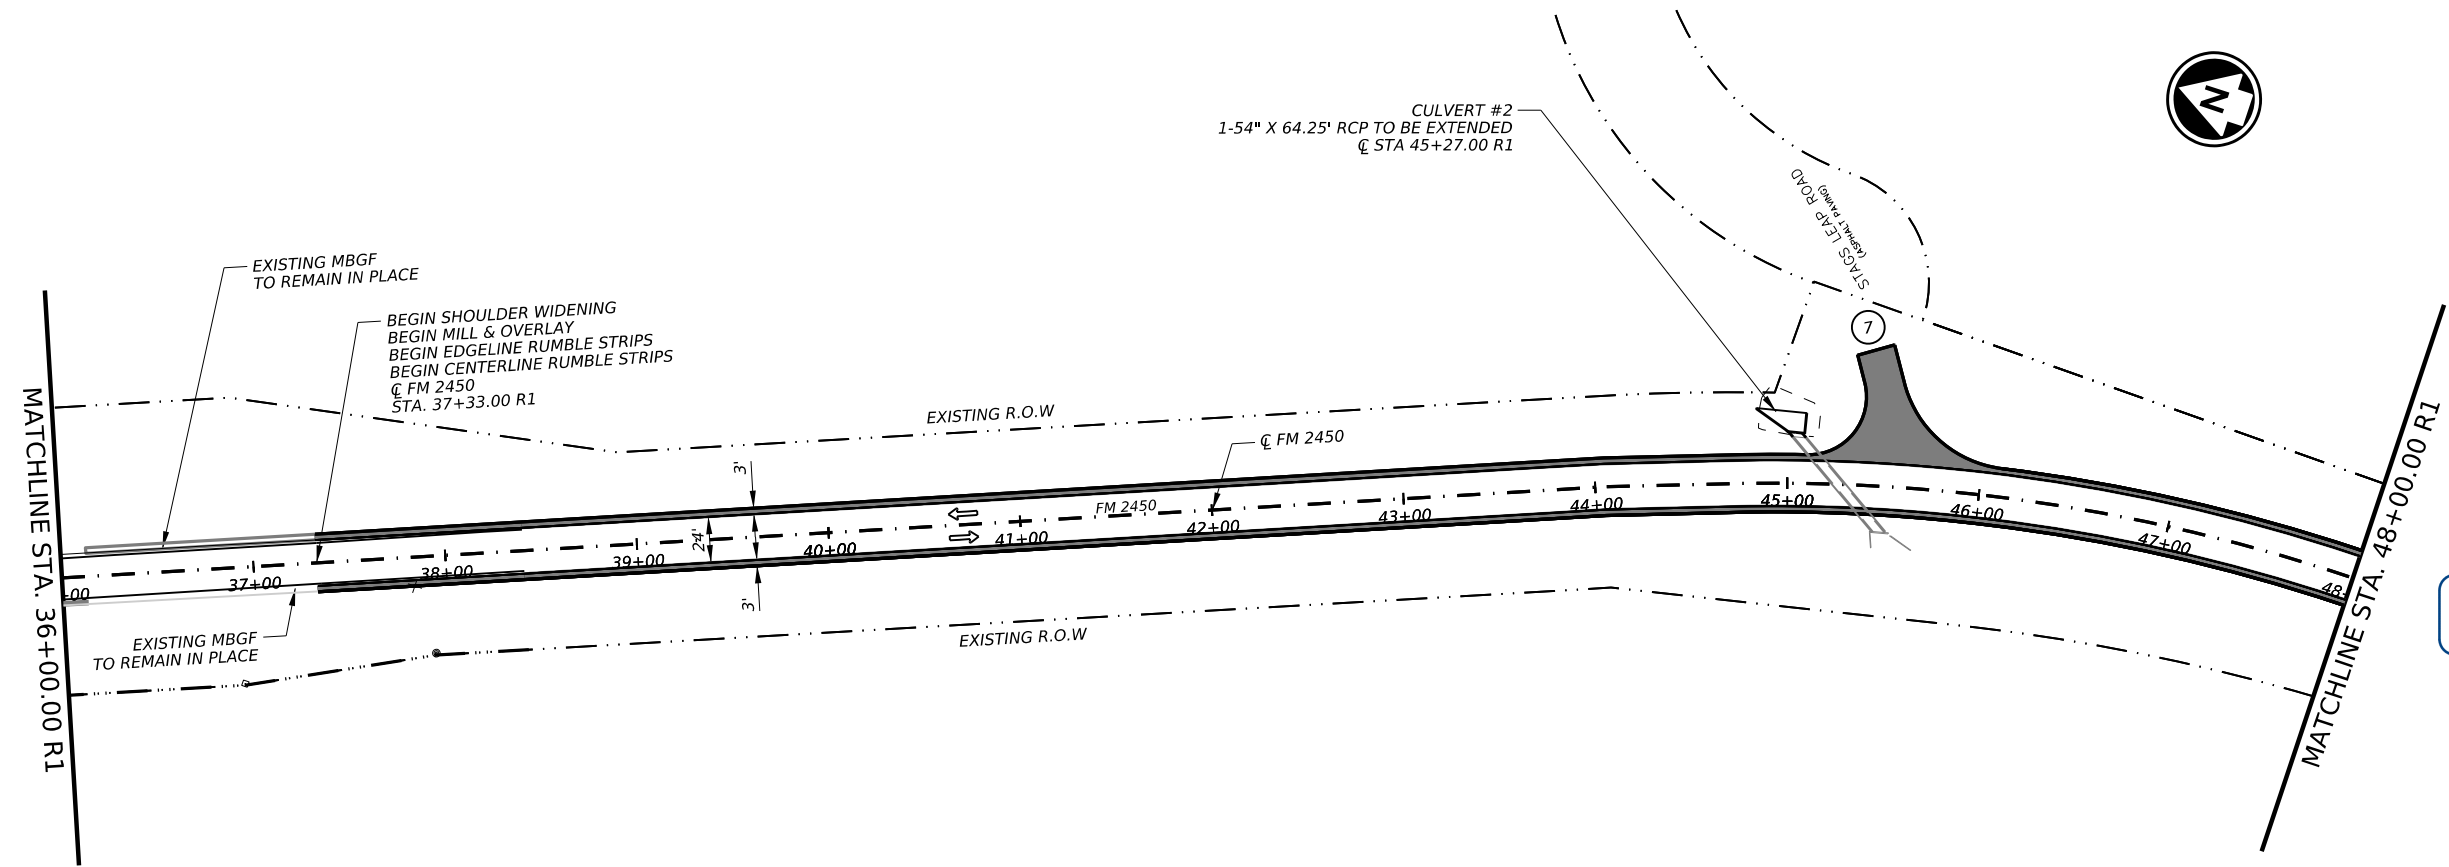 CULVERT #2
1-54" X 64.25' RCP TO BE EXTENDED
℄ STA 45+27.00 R1
N
STAGS LEAP ROAD
(ASPHALT PAVING)
7
EXISTING MBGF
TO REMAIN IN PLACE
BEGIN SHOULDER WIDENING
BEGIN MILL & OVERLAY
BEGIN EDGELINE RUMBLE STRIPS
BEGIN CENTERLINE RUMBLE STRIPS
℄ FM 2450
STA. 37+33.00 R1
EXISTING R.O.W
℄ FM 2450
3'
24'
3'
FM 2450
-00
37+00
38+00
39+00
40+00
41+00
42+00
43+00
44+00
45+00
46+00
47+00
48+
EXISTING MBGF
TO REMAIN IN PLACE
EXISTING R.O.W
MATCHLINE STA. 36+00.00 R1
MATCHLINE STA. 48+00.00 R1